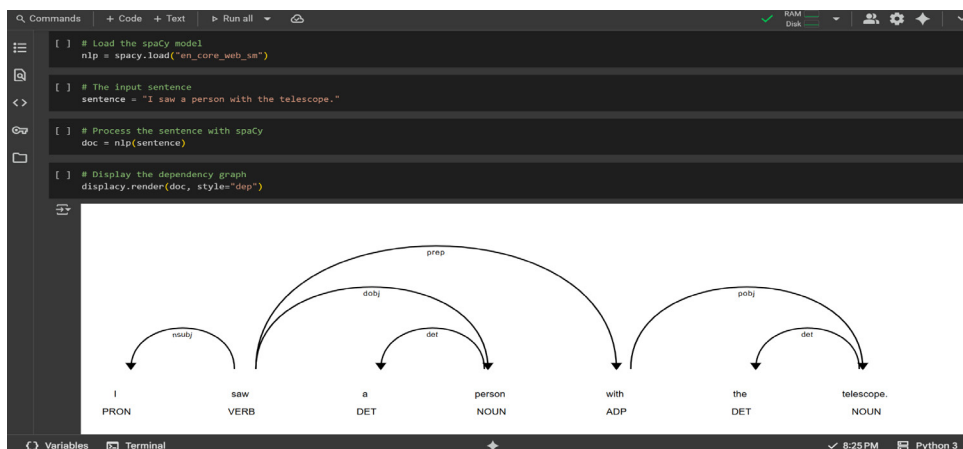 Commands + Code + Text Run all RAM
Disk
[ ] # Load the spaCy model
nlp = spacy.load("en_core_web_sm")
[ ] # The input sentence
sentence = "I saw a person with the telescope."
[ ] # Process the sentence with spaCy
doc = nlp(sentence)
[ ] # Display the dependency graph
displacy.render(doc, style="dep")
prep
dobj pobj
nsubj det det
I saw a person with the telescope.
PRON VERB DET NOUN ADP DET NOUN
Variables Terminal 8:25 PM Python 3